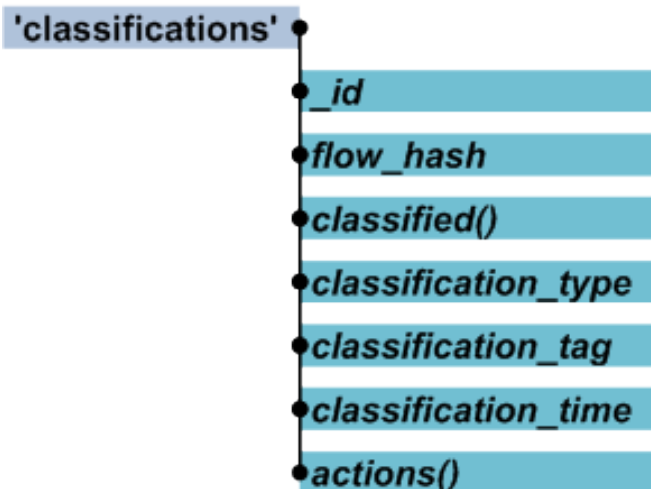 'classifications'
_id
flow_hash
classified()
classification_type
classification_tag
classification_time
actions()